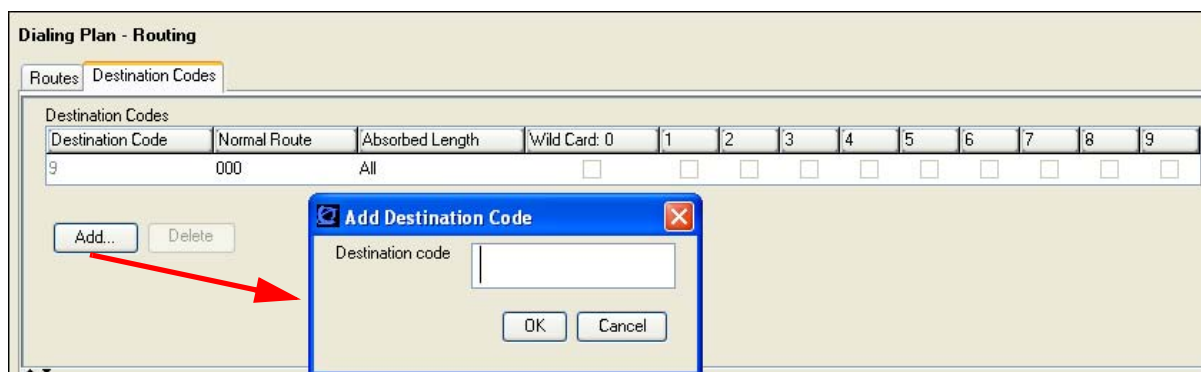 Dialing Plan - Routing
Routes Destination Codes
Destination Codes
Destination Code Normal Route Absorbed Length Wild Card: 0 1 2 3 4 5 6 7 8 9
9 000 All
Add... Delete
Add Destination Code
Destination code
OK Cancel